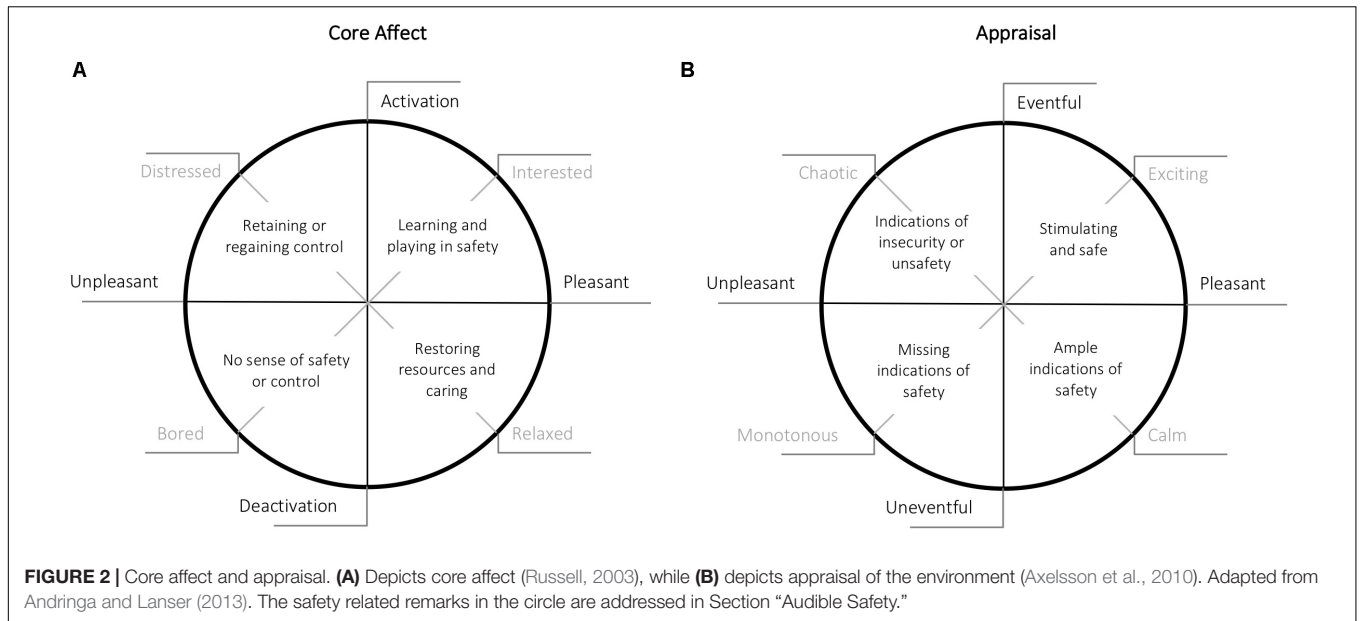 Core Affect
A
Activation
Distressed
Interested
Retaining or
regaining control
Learning and
playing in safety
Unpleasant
Pleasant
No sense of safety
or control
Restoring
resources and
caring
Bored
Relaxed
Deactivation
Appraisal
B
Eventful
Chaotic
Exciting
Indications of
insecurity or
unsafety
Stimulating
and safe
Unpleasant
Pleasant
Missing
indications of
safety
Ample
indications of
safety
Monotonous
Calm
Uneventful
FIGURE 2 | Core affect and appraisal. (A) Depicts core affect (Russell, 2003), while (B) depicts appraisal of the environment (Axelsson et al., 2010). Adapted from
Andringa and Lanser (2013). The safety related remarks in the circle are addressed in Section “Audible Safety.”